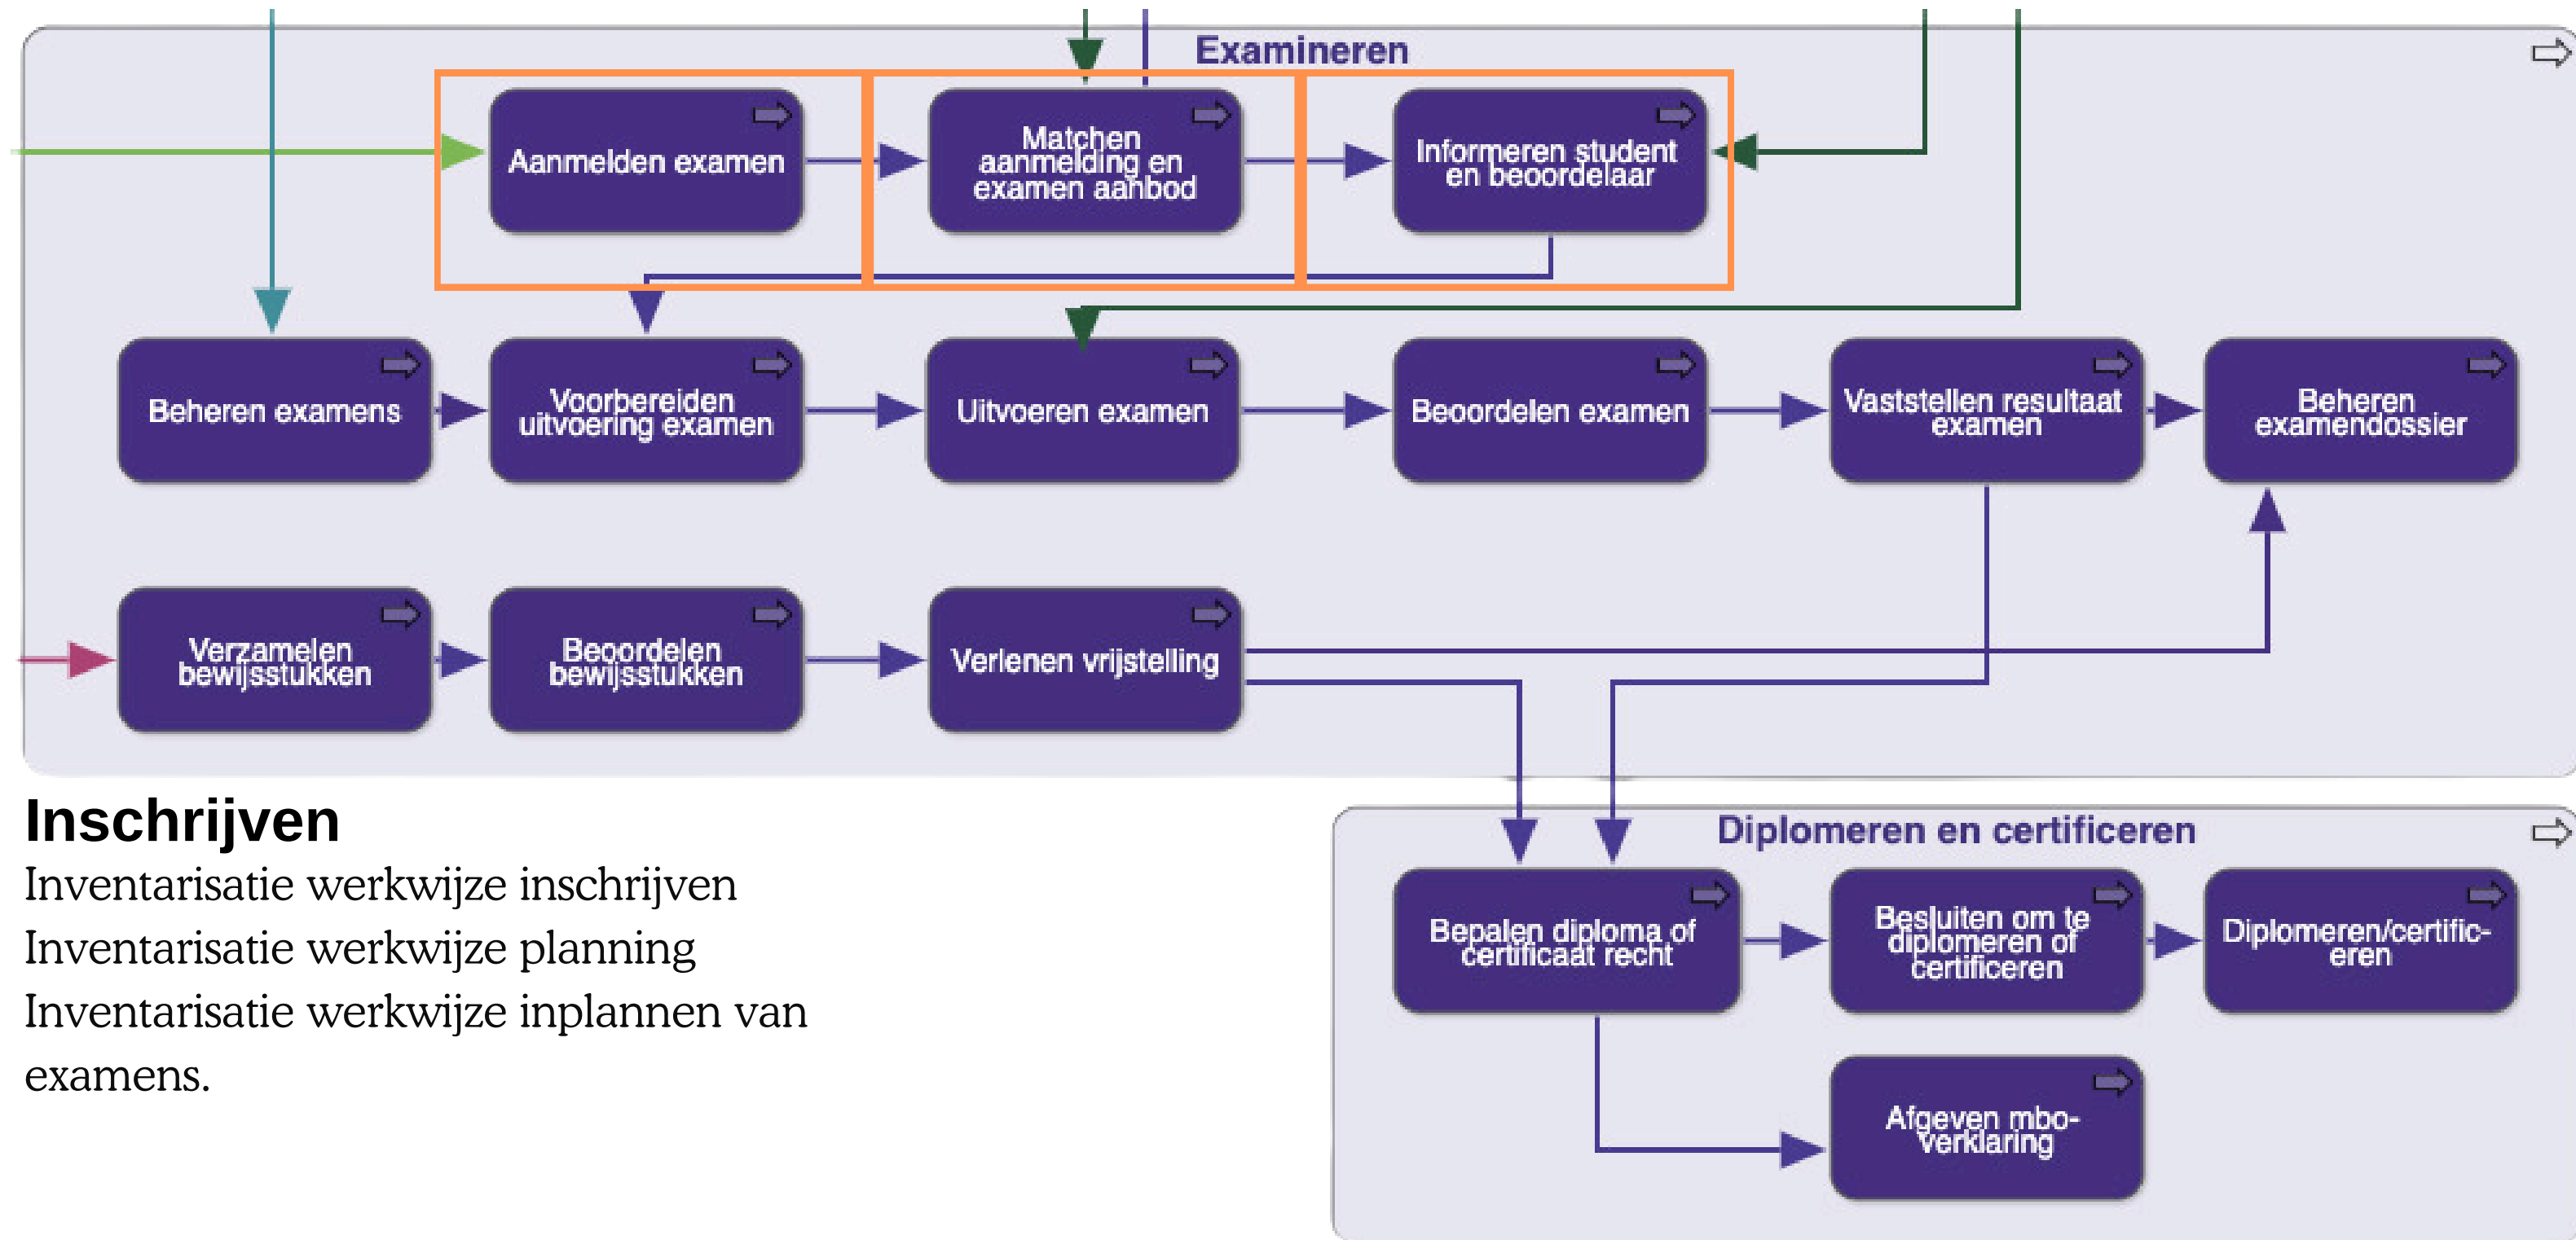 Examineren
Aanmelden examen
Matchen
aanmelding en
examen aanbod
Informeren student
en beoordelaar
Beheren examens
Voorbereiden
uitvoering examen
Uitvoeren examen
Beoordelen examen
Vaststellen resultaat
examen
Beheren
examendossier
Verzamelen
bewijsstukken
Beoordelen
bewijsstukken
Verlenen vrijstelling
Inschrijven
Inventarisatie werkwijze inschrijven
Inventarisatie werkwijze planning
Inventarisatie werkwijze inplannen van
examens.
Diplomeren en certificeren
Bepalen diploma of
certificaat recht
Besluiten om te
diplomeren of
certificeren
Diplomeren/certific-
eren
Afgeven mbo-
verklaring